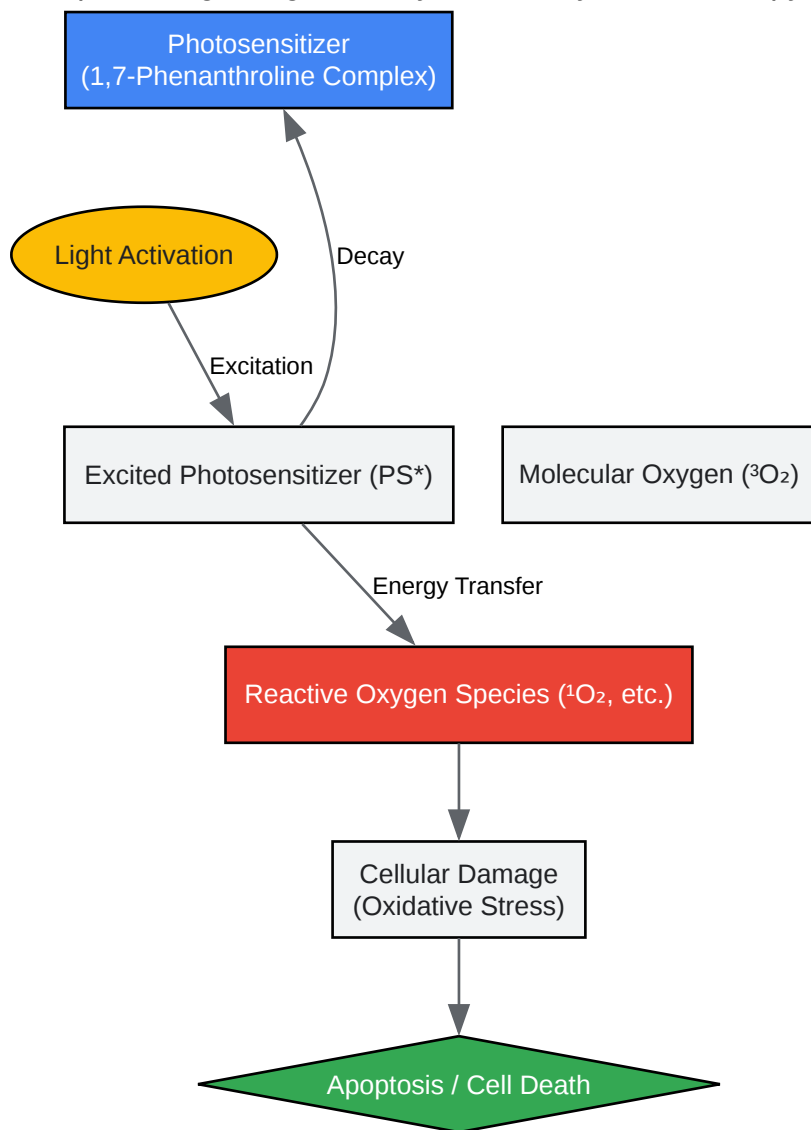 Photosensitizer
(1,7-Phenanthroline Complex)
Light Activation
Decay
Excitation
Excited Photosensitizer (PS*)
Molecular Oxygen (³O₂)
Energy Transfer
Reactive Oxygen Species (¹O₂, etc.)
Cellular Damage
(Oxidative Stress)
Apoptosis / Cell Death